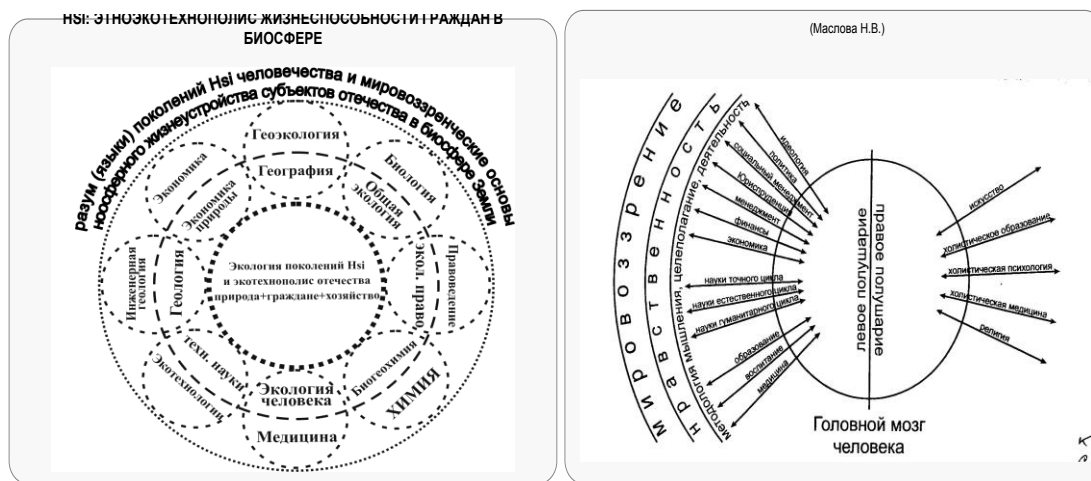 HSI: ЭТНОЭКОТЕХНОПОЛИС ЖИЗНЕСПОСОБНОСТИ ГРАЖДАН В
БИОСФЕРЕ
разум (языки) поколений Hsi человечества и мировоззренческие основы
ноосферного жизнеустройства субъектов отечества в биосфере Земли
Геоэкология
География
Экономика
Экономика
природы
Биология
Общая
экология
Инженерная
геология
Геология
Экология поколений Hsi
и экотехнополис отечества
природа+граждане+хозяйство
экол. право
Правоведение
техн. науки
Экотехнологии
Экология
человека
Медицина
Биогеохимия
ХИМИЯ
(Маслова Н.В.)
Мировоззрение
нравственность
методология мышления, целеполагание, деятельность
идеология
политика
социальный менеджмент
Юриспруденция
менеджмент
финансы
экономика
науки точного цикла
науки естественного цикла
науки гуманитарного цикла
образование
воспитание
медицина
левое полушарие
правое полушарие
искусство
холистическое образование
холистическая психология
холистическая медицина
религия
Головной мозг
человека